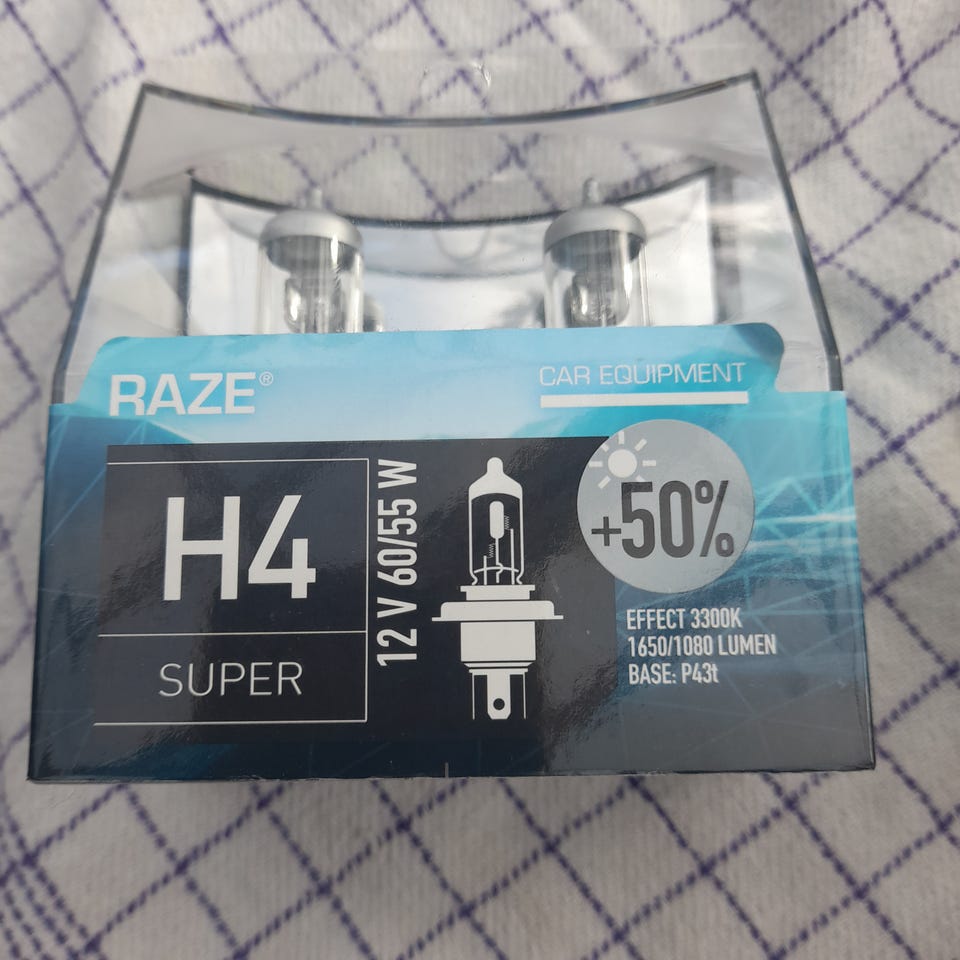 RAZE®
CAR EQUIPMENT
H4
SUPER
12 V 60/55 W
+50%
EFFECT 3300K
1650/1080 LUMEN
BASE: P43t